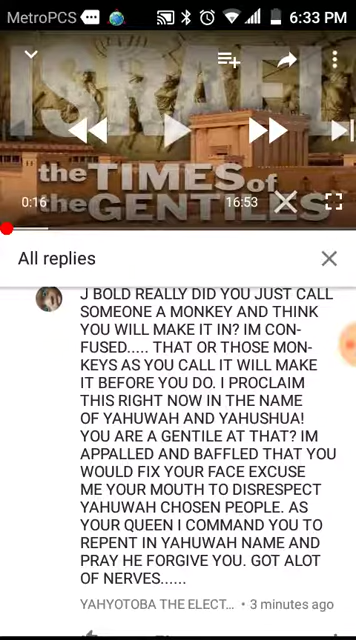 MetroPCS 6:33 PM
ISRAEL
the TIMES of
the GENTILES
0:16 16:53
All replies
J BOLD REALLY DID YOU JUST CALL
SOMEONE A MONKEY AND THINK
YOU WILL MAKE IT IN? IM CON-
FUSED..... THAT OR THOSE MON-
KEYS AS YOU CALL IT WILL MAKE
IT BEFORE YOU DO. I PROCLAIM
THIS RIGHT NOW IN THE NAME
OF YAHUWAH AND YAHUSHUA!
YOU ARE A GENTILE AT THAT? IM
APPALLED AND BAFFLED THAT YOU
WOULD FIX YOUR FACE EXCUSE
ME YOUR MOUTH TO DISRESPECT
YAHUWAH CHOSEN PEOPLE. AS
YOUR QUEEN I COMMAND YOU TO
REPENT IN YAHUWAH NAME AND
PRAY HE FORGIVE YOU. GOT ALOT
OF NERVES......
YAHYOTOBA THE ELECT... • 3 minutes ago